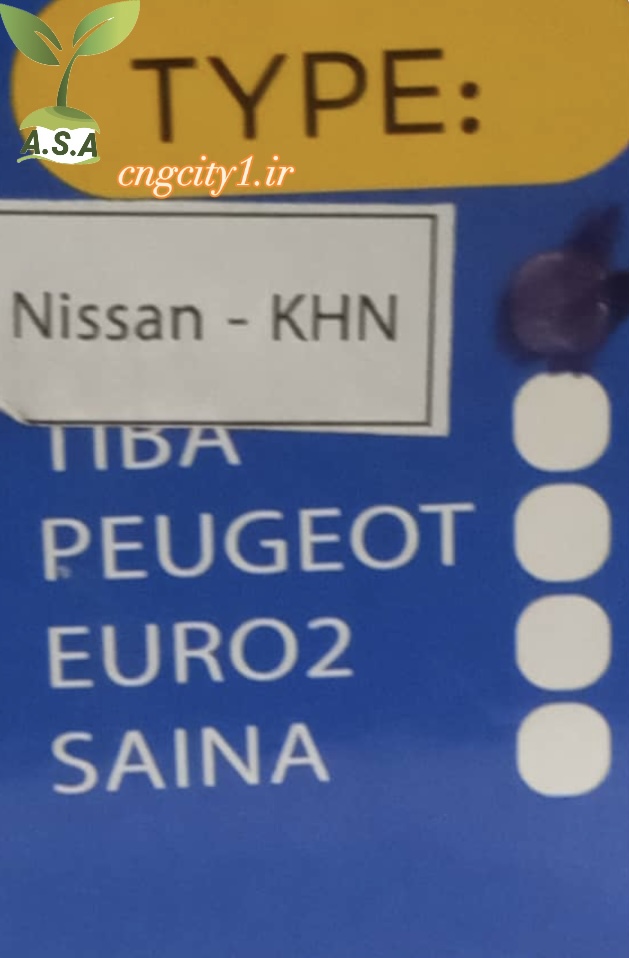 TYPE:
A.S.A
cngcity1.ir
Nissan - KHN
TIBA
PEUGEOT
EURO2
SAINA